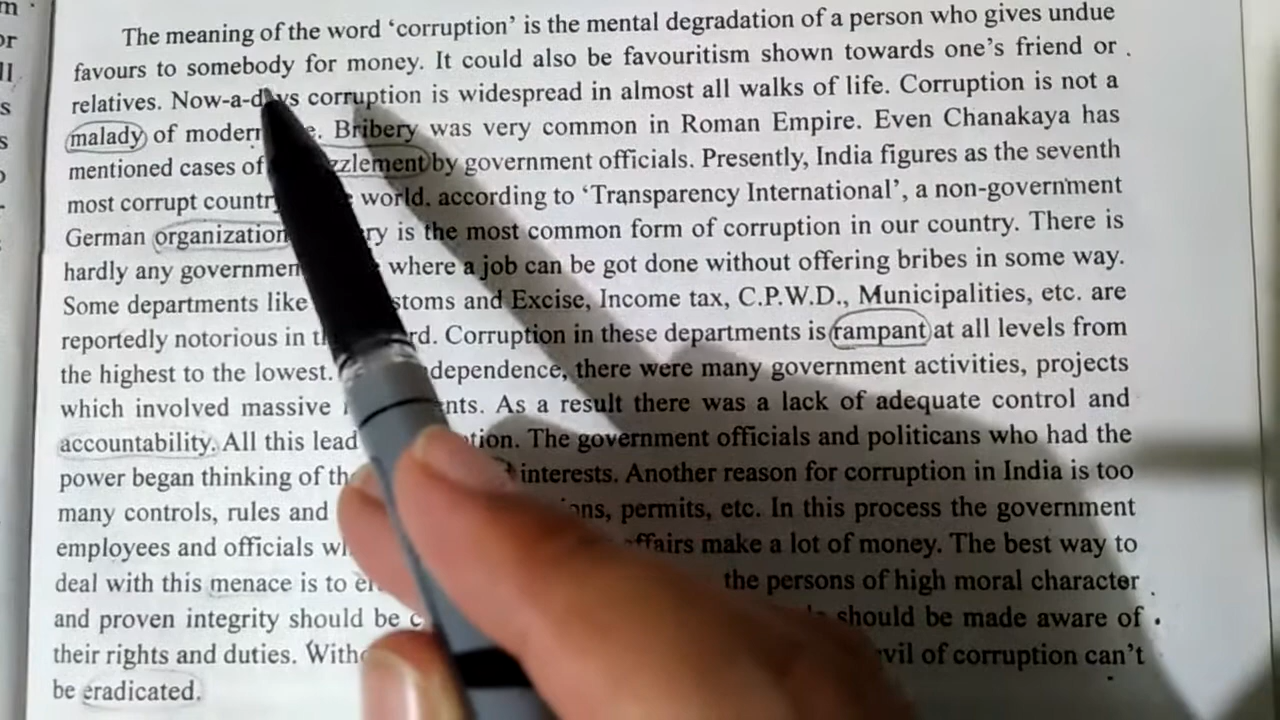 The meaning of the word ‘corruption’ is the mental degradation of a person who gives undue
favours to somebody for money. It could also be favouritism shown towards one’s friend or
relatives. Now-a-days corruption is widespread in almost all walks of life. Corruption is not a
malady of modern Bribery was very common in Roman Empire. Even Chanakaya has
mentioned cases of by government officials. Presently, India figures as the seventh
most corrupt world, according to ‘Transparency International’, a non-government
German organization is the most common form of corruption in our country. There is
hardly any where a job can be got done without offering bribes in some way.
Some departments like and Excise, Income tax, C.P.W.D., Municipalities, etc. are
reportedly notorious in Corruption in these departments is rampant at all levels from
the highest to the lowest. there were many government activities, projects
which involved massive As a result there was a lack of adequate control and
accountability. All this lead The government officials and politicians who had the
power began thinking of interests. Another reason for corruption in India is too
many controls, rules and permits, etc. In this process the government
employees and officials make a lot of money. The best way to
deal with this menace is to the persons of high moral character
and proven integrity should be should be made aware of
their rights and duties. of corruption can’t
be eradicated.